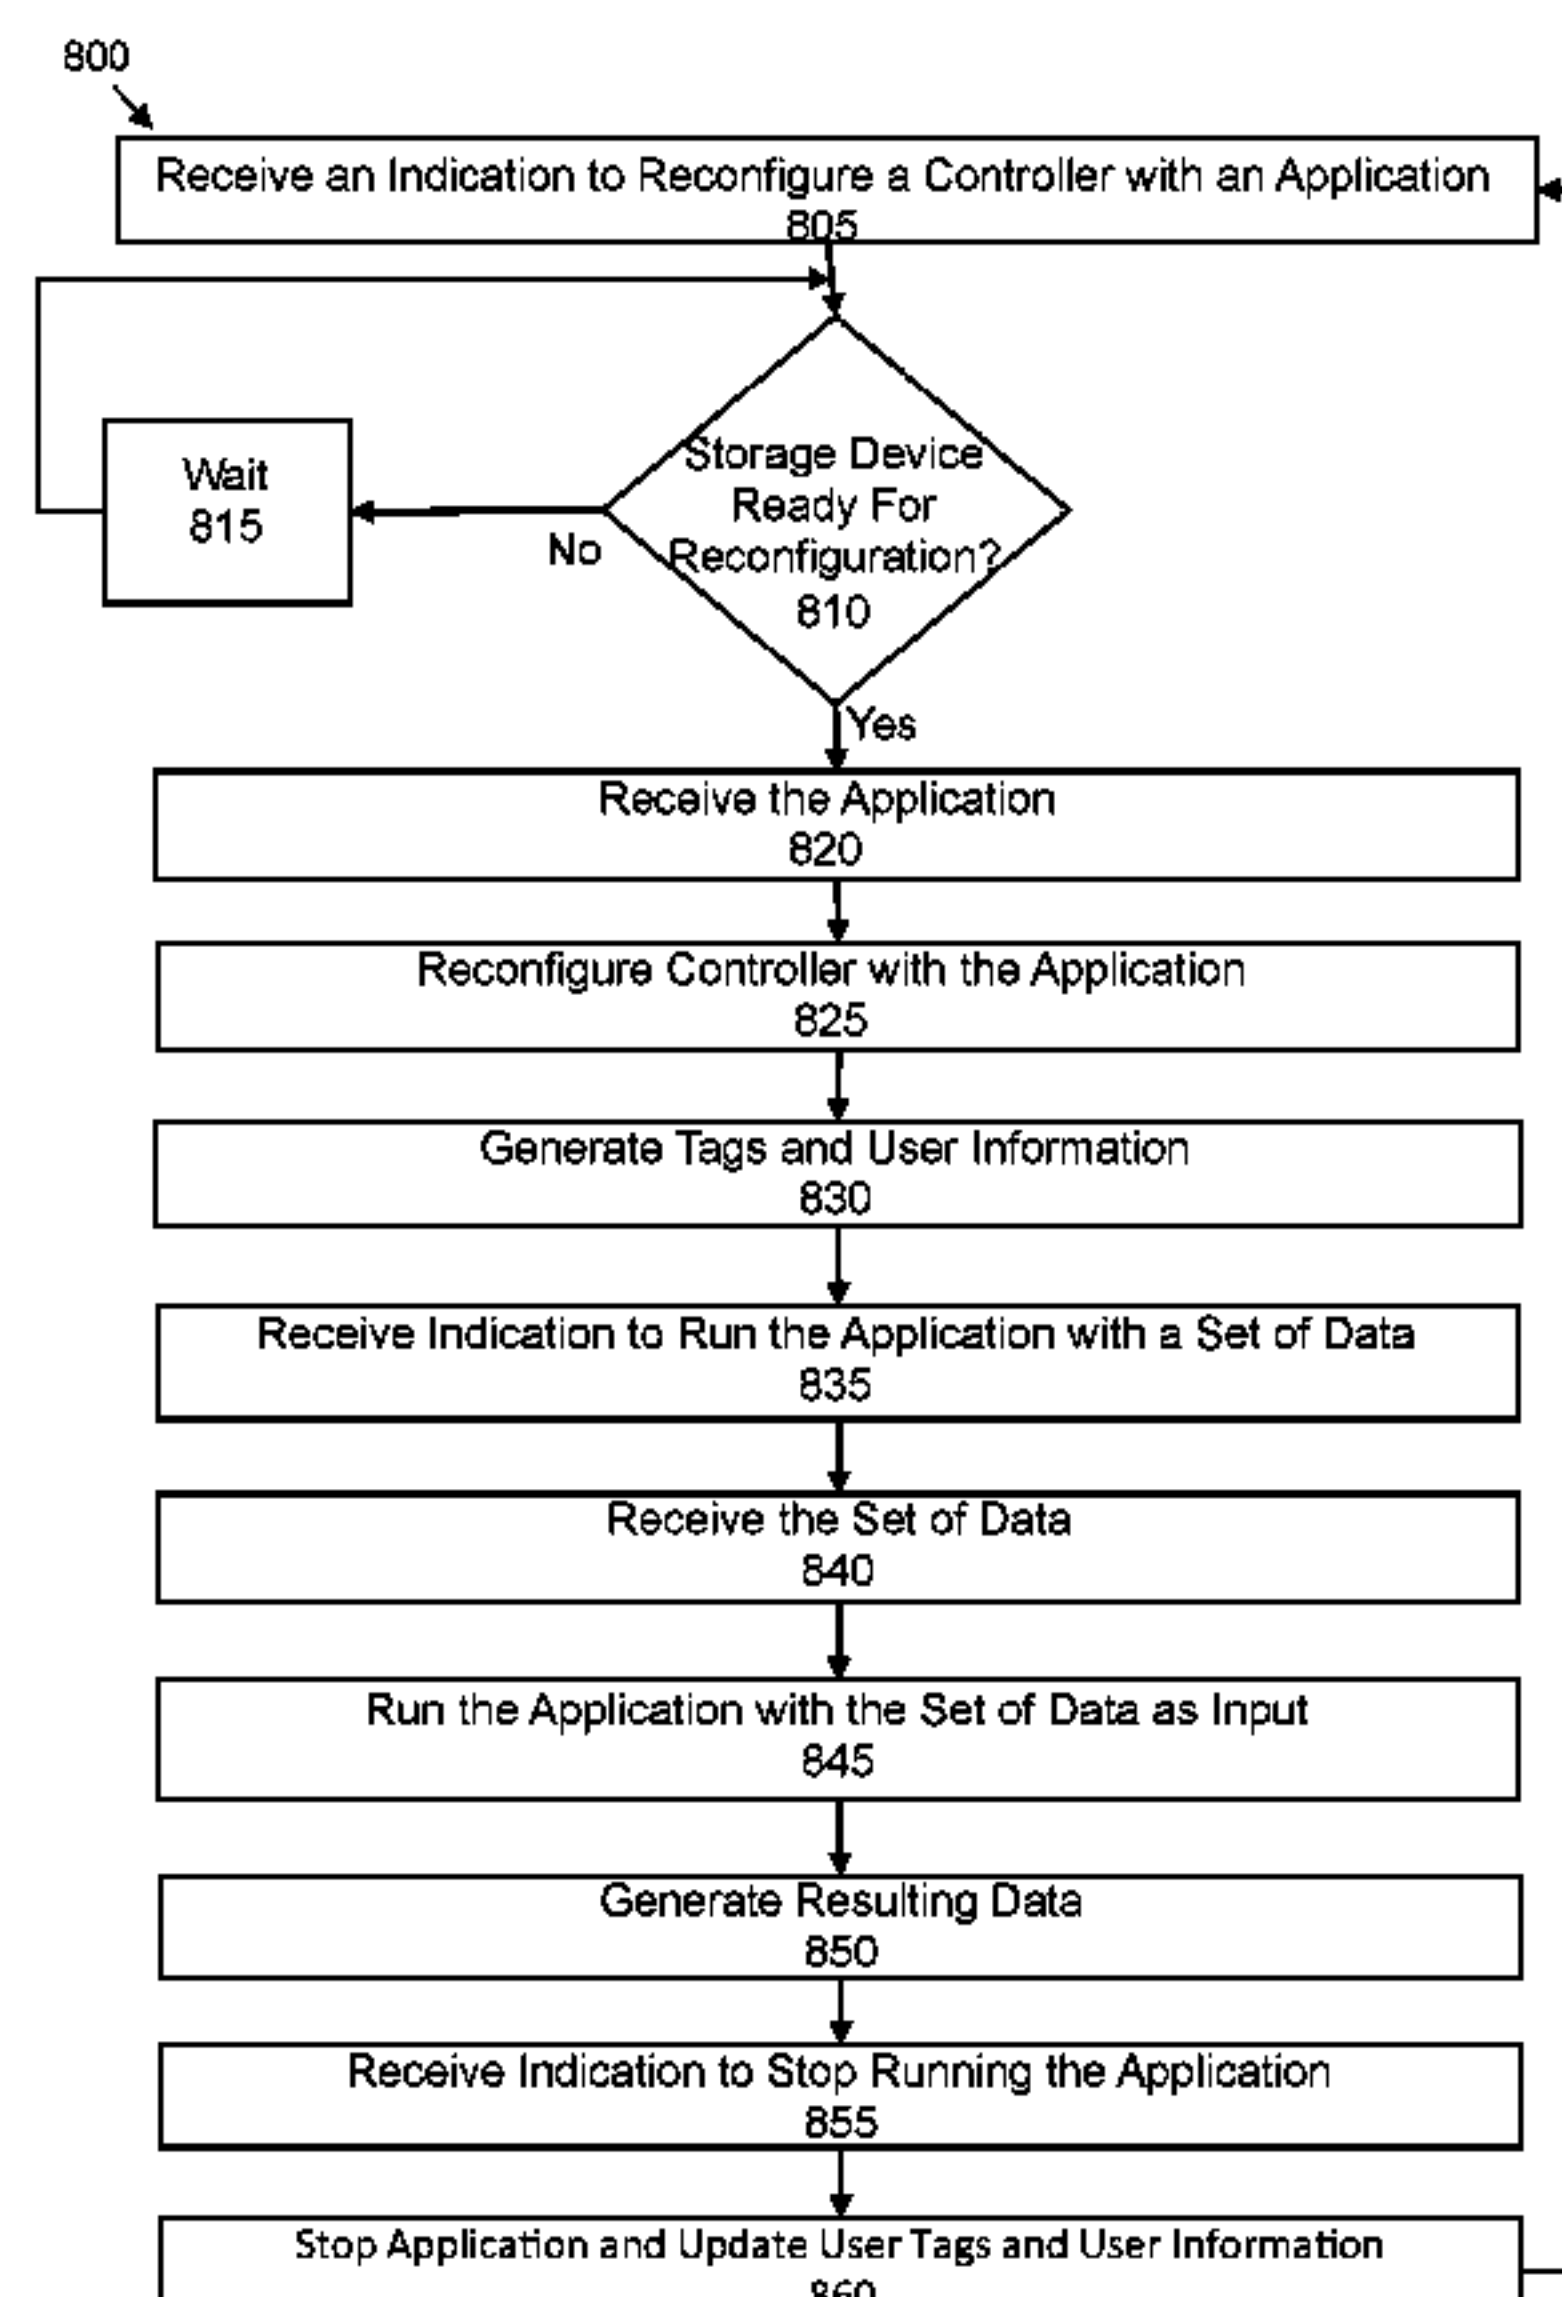 800
Receive an Indication to Reconfigure a Controller with an Application
805
Storage Device
Ready For
Reconfiguration?
810
No
Wait
815
Yes
Receive the Application
820
Reconfigure Controller with the Application
825
Generate Tags and User Information
830
Receive Indication to Run the Application with a Set of Data
835
Receive the Set of Data
840
Run the Application with the Set of Data as Input
845
Generate Resulting Data
850
Receive Indication to Stop Running the Application
855
Stop Application and Update User Tags and User Information
860